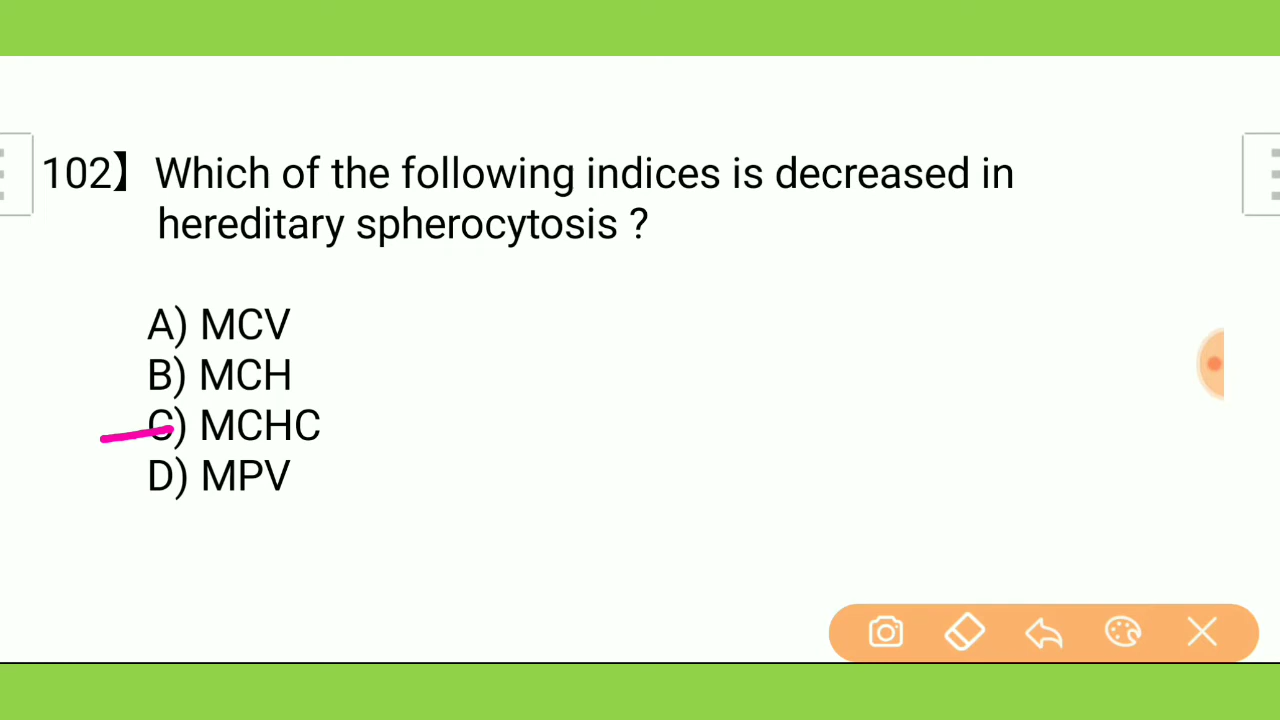 102】 Which of the following indices is decreased in
hereditary spherocytosis ?
A) MCV
B) MCH
C) MCHC
D) MPV